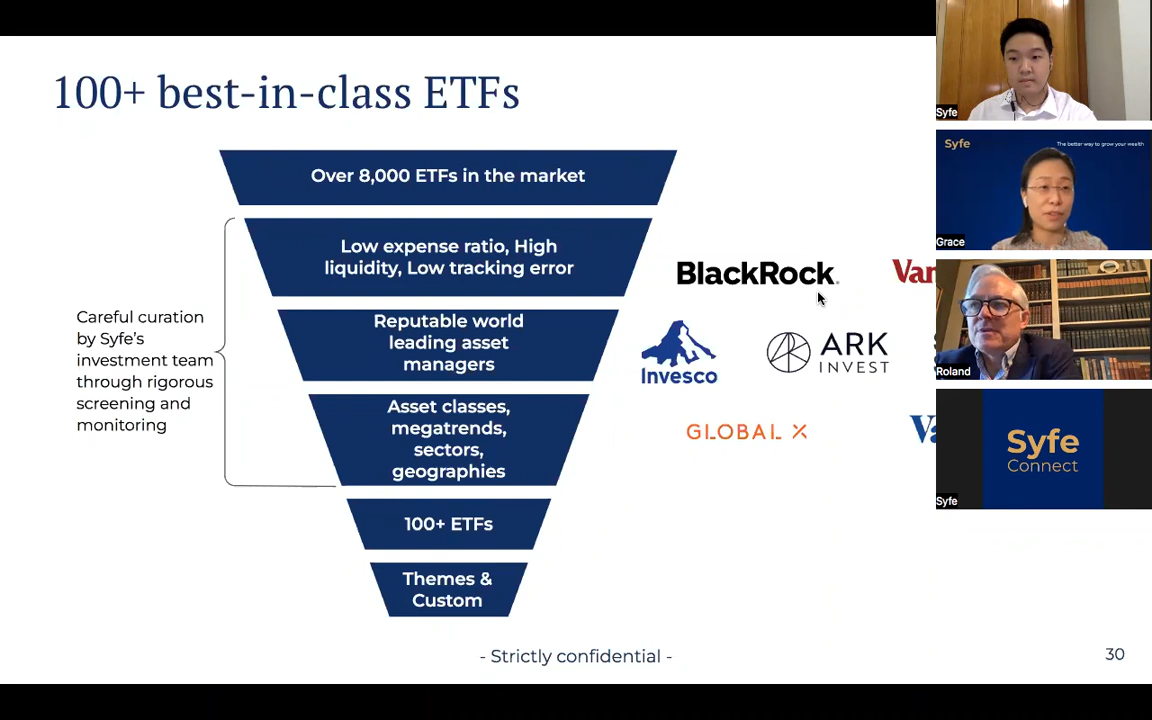 100+ best-in-class ETFs
Over 8,000 ETFs in the market
Low expense ratio, High
liquidity, Low tracking error
Reputable world
leading asset
managers
Asset classes,
megatrends,
sectors,
geographies
100+ ETFs
Themes &
Custom
Careful curation
by Syfe's
investment team
through rigorous
screening and
monitoring
BlackRock.
Van
Invesco
ARK
INVEST
GLOBAL X
Va
- Strictly confidential -
30
Syfe
Syfe
The better way to grow your wealth
Grace
Roland
Syfe
Connect
Syfe